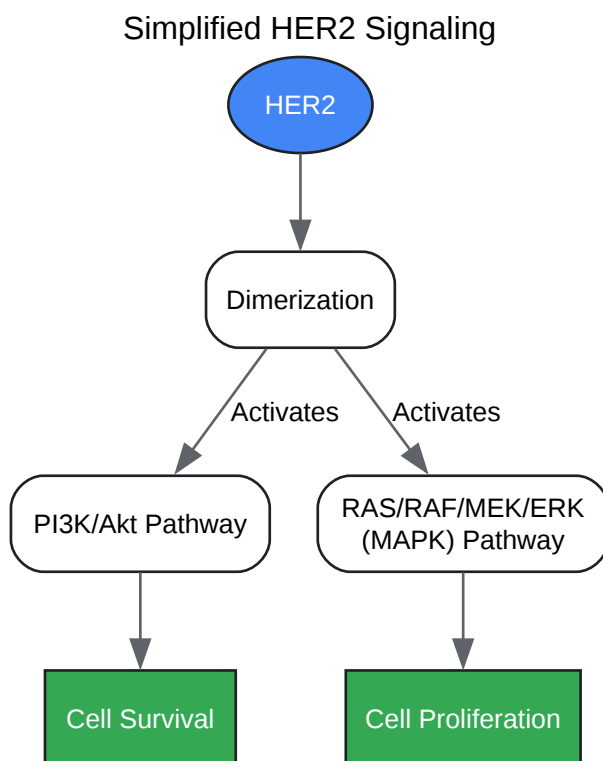 Simplified HER2 Signaling
HER2
Dimerization
Activates
Activates
PI3K/Akt Pathway
RAS/RAF/MEK/ERK
(MAPK) Pathway
Cell Survival
Cell Proliferation